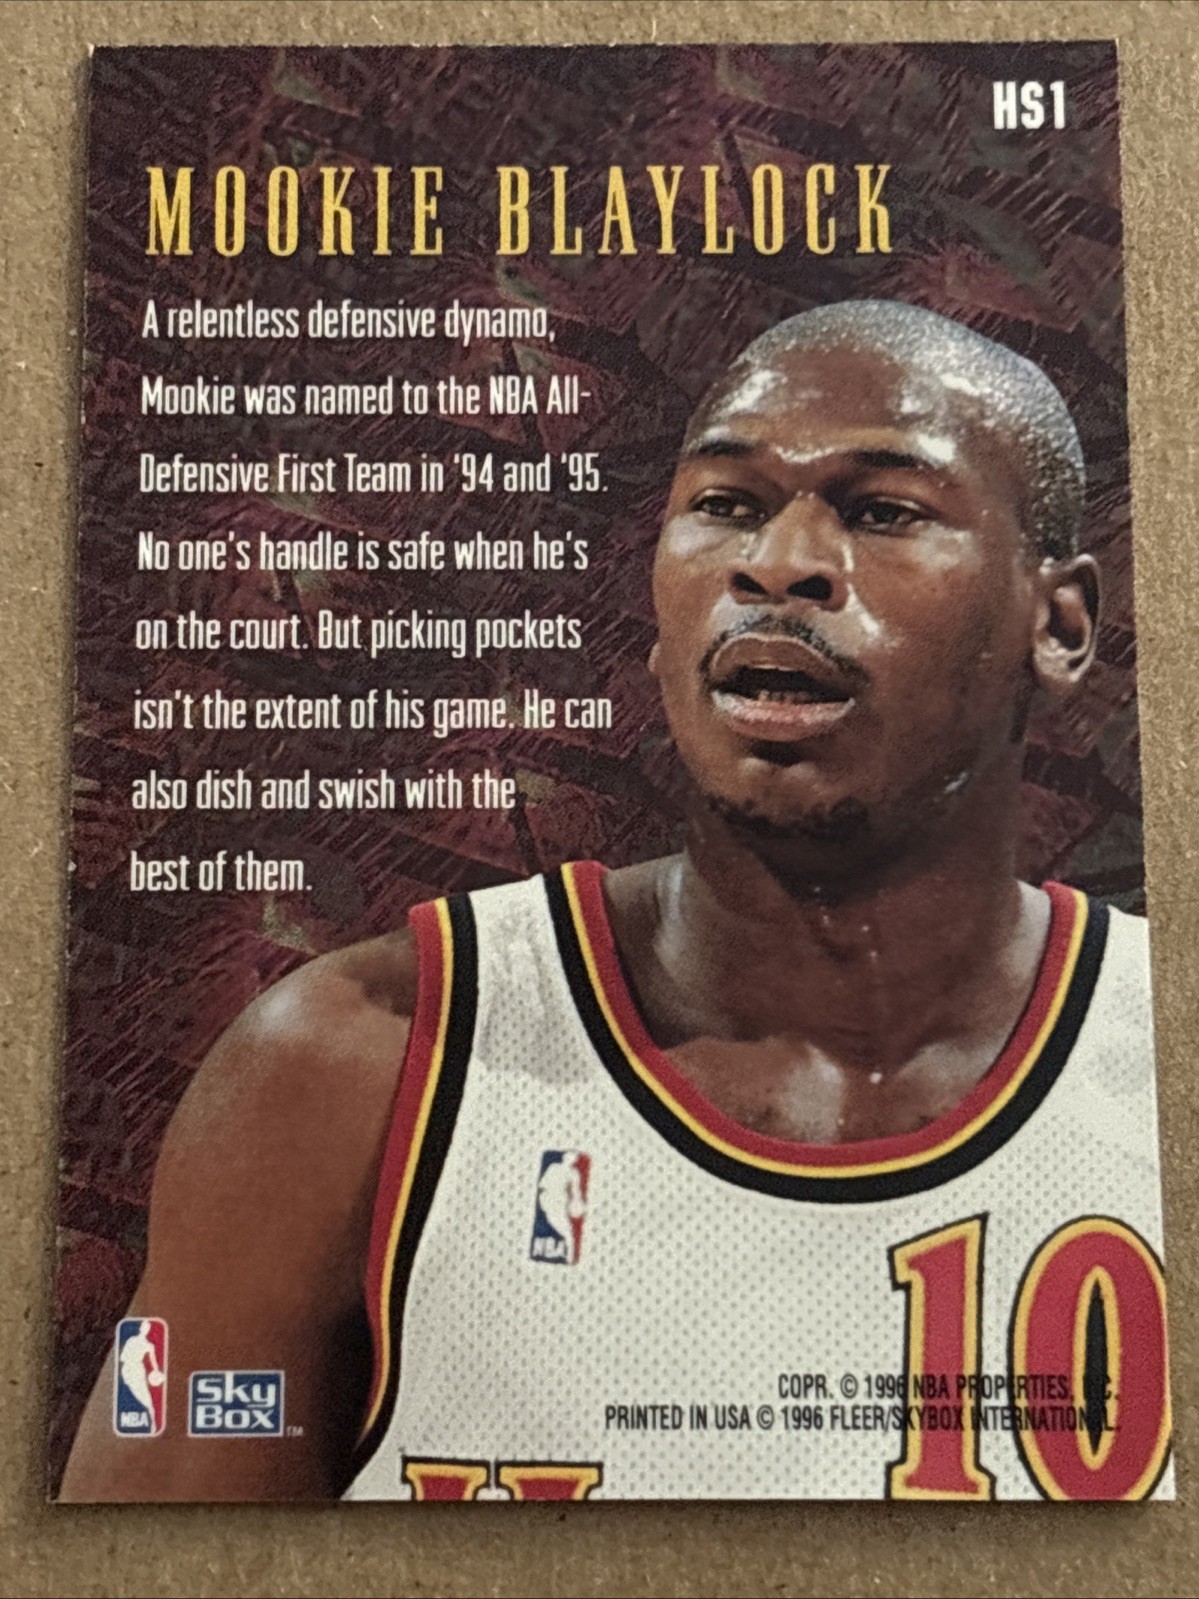 HS1
MOOKIE BLAYLOCK
A relentless defensive dynamo,
Mookie was named to the NBA All-
Defensive First Team in '94 and '95.
No one's handle is safe when he's
on the court. But picking pockets
isn't the extent of his game. He can
also dish and swish with the
best of them.
NBA
10
NBA
Sky
Box™
COPR. © 1996 NBA PROPERTIES, INC.
PRINTED IN USA © 1996 FLEER/SKYBOX INTERNATIONAL.